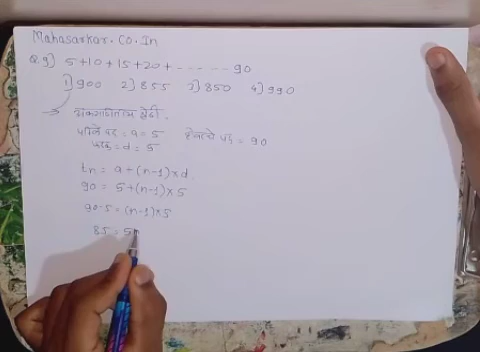 Mahasarkar.Co.In
Q.9) 5+10+15+20+ - - - - - - - 90
1) 900 2) 855 3) 850 4) 990
→ अंकगणितीय श्रेढी.
पहिले पद = a = 5 शेवटचे पद = 90
फरक = d = 5
tn = a+(n-1)×d.
90 = 5+(n-1)×5
90-5 = (n-1)×5
85 = 5n